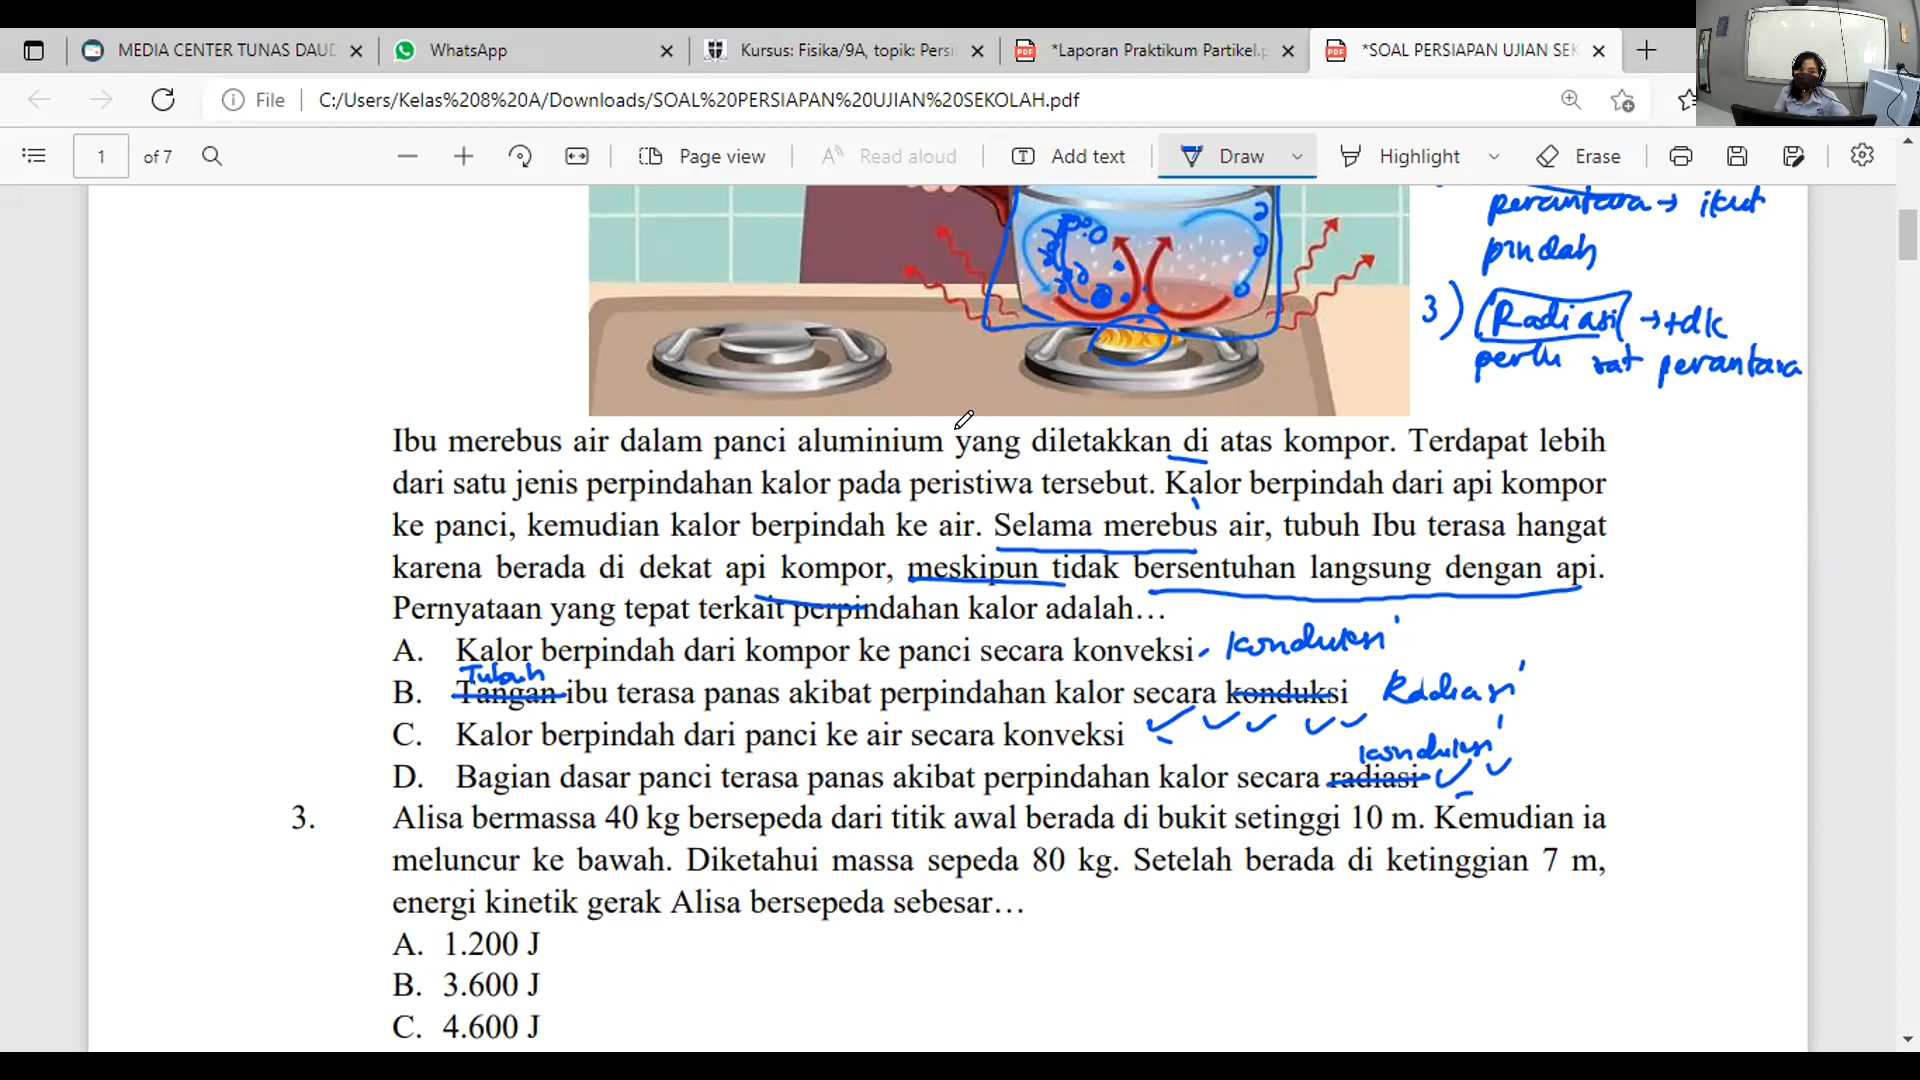 MEDIA CENTER TUNAS DAUD
WhatsApp
Kursus: Fisika/9A, topik: Persi
*Laporan Praktikum Partikel.p
*SOAL PERSIAPAN UJIAN SEK
File
C:/Users/Kelas%208%20A/Downloads/SOAL%20PERSIAPAN%20UJIAN%20SEKOLAH.pdf
1 of 7
Page view
Read aloud
Add text
Draw
Highlight
Erase
perantara → ikut
pindah
3) Radiasi → tdk
perlu zat perantara
Ibu merebus air dalam panci aluminium yang diletakkan di atas kompor. Terdapat lebih
dari satu jenis perpindahan kalor pada peristiwa tersebut. Kalor berpindah dari api kompor
ke panci, kemudian kalor berpindah ke air. Selama merebus air, tubuh Ibu terasa hangat
karena berada di dekat api kompor, meskipun tidak bersentuhan langsung dengan api.
Pernyataan yang tepat terkait perpindahan kalor adalah…
A. Kalor berpindah dari kompor ke panci secara konveksi konduksi
Tubuh
B. Tangan ibu terasa panas akibat perpindahan kalor secara konduksi Radiasi
C. Kalor berpindah dari panci ke air secara konveksi
konduksi
D. Bagian dasar panci terasa panas akibat perpindahan kalor secara radiasi
3. Alisa bermassa 40 kg bersepeda dari titik awal berada di bukit setinggi 10 m. Kemudian ia
meluncur ke bawah. Diketahui massa sepeda 80 kg. Setelah berada di ketinggian 7 m,
energi kinetik gerak Alisa bersepeda sebesar…
A. 1.200 J
B. 3.600 J
C. 4.600 J